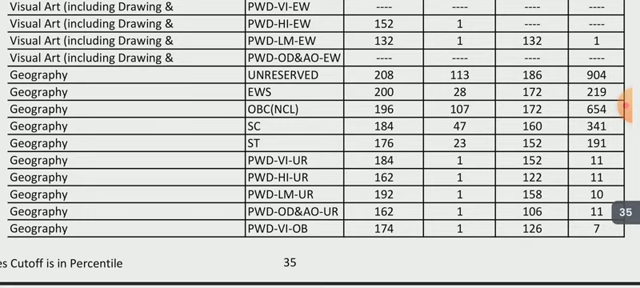 Visual Art (including Drawing & PWD-VI-EW ---- ---- ---- ----
Visual Art (including Drawing & PWD-HI-EW 152 1 ---- ----
Visual Art (including Drawing & PWD-LM-EW 132 1 132 1
Visual Art (including Drawing & PWD-OD&AO-EW ---- ---- ---- ----
Geography UNRESERVED 208 113 186 904
Geography EWS 200 28 172 219
Geography OBC(NCL) 196 107 172 654
Geography SC 184 47 160 341
Geography ST 176 23 152 191
Geography PWD-VI-UR 184 1 152 11
Geography PWD-HI-UR 162 1 122 11
Geography PWD-LM-UR 192 1 158 10
Geography PWD-OD&AO-UR 162 1 106 11
35
Geography PWD-VI-OB 174 1 126 7
es Cutoff is in Percentile 35